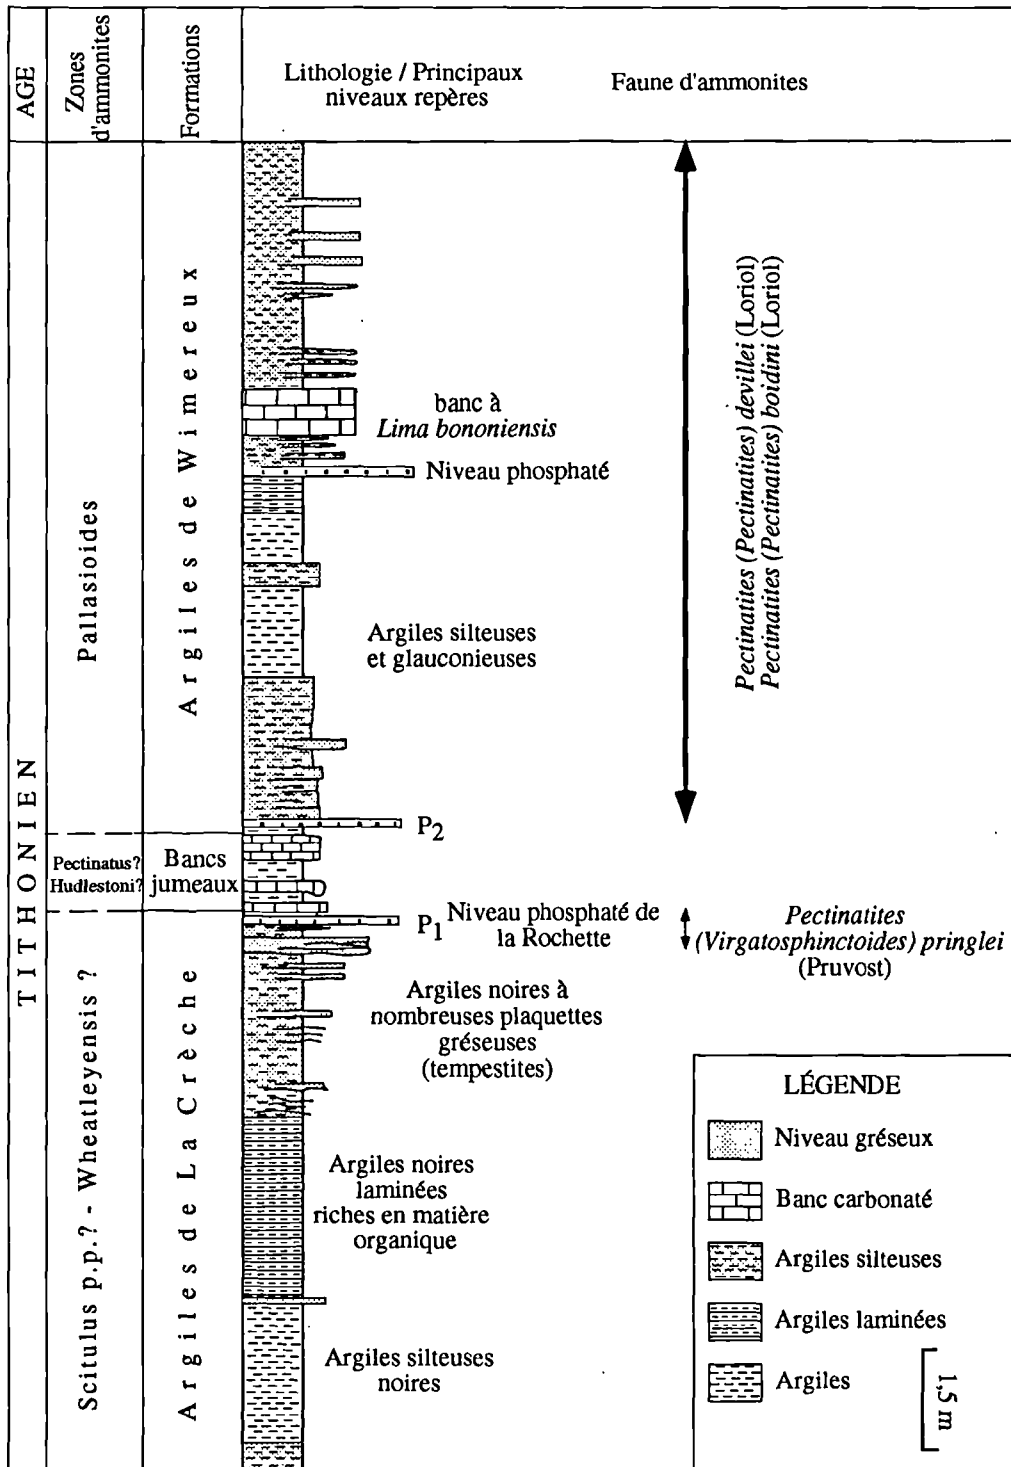 AGE
Zones
d'ammonites
Formations
Lithologie / Principaux
niveaux repères
Faune d'ammonites
TITHONIEN
Pallasioides
Argiles de Wimereux
banc à
Lima bononiensis
Niveau phosphaté
Argiles silteuses
et glauconieuses
P2
Pectinatites (Pectinatites) devillei (Loriol)
Pectinatites (Pectinatites) boidini (Loriol)
Pectinatus?
Hudlestoni?
Bancs
jumeaux
P1
Niveau phosphaté de
la Rochette
Pectinatites
(Virgatosphinctoides) pringlei
(Pruvost)
Scitulus p.p.? - Wheatleyensis ?
Argiles de La Crèche
Argiles noires à
nombreuses plaquettes
gréseuses
(tempestites)
Argiles noires
laminées
riches en matière
organique
Argiles silteuses
noires
LÉGENDE
Niveau gréseux
Banc carbonaté
Argiles silteuses
Argiles laminées
Argiles
1,5 m